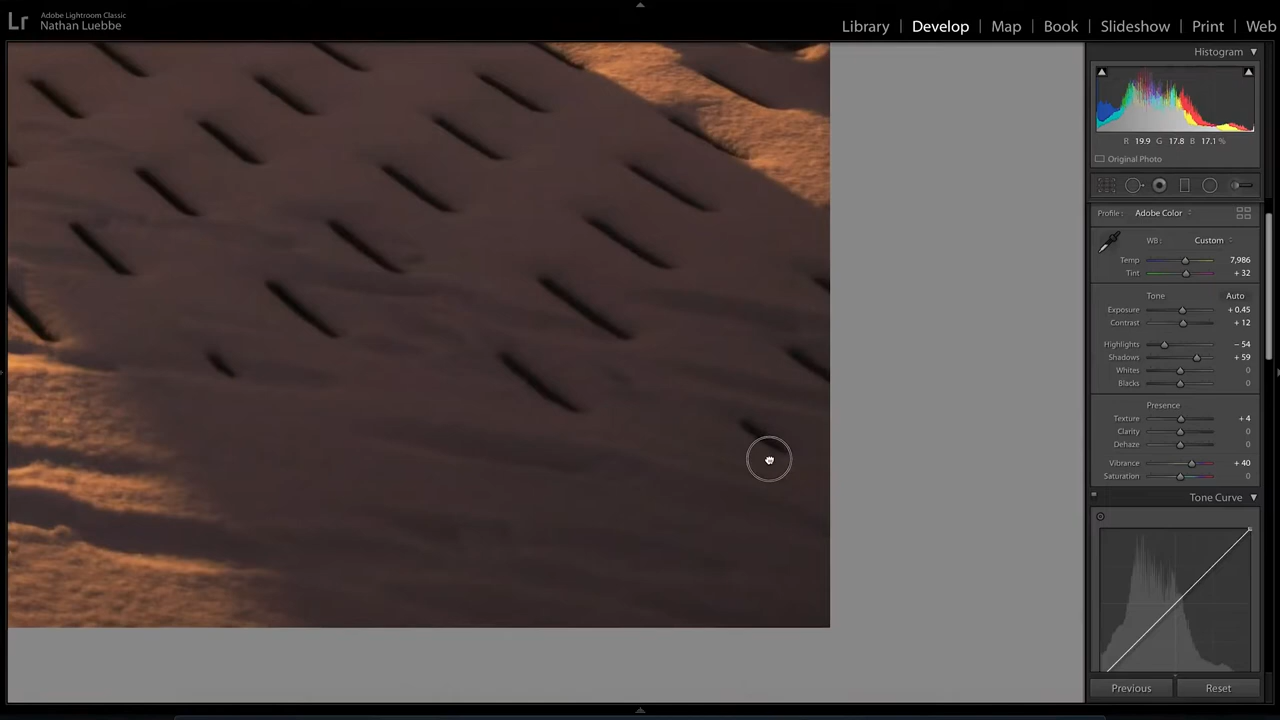 Lr
Adobe Lightroom Classic
Nathan Luebbe
Library | Develop | Map | Book | Slideshow | Print | Web
Histogram
R 19.9 G 17.8 B 17.1 %
Original Photo
Profile: Adobe Color
WB: Custom
Temp 7,986
Tint + 32
Tone Auto
Exposure + 0.45
Contrast + 12
Highlights − 54
Shadows + 59
Whites 0
Blacks 0
Presence
Texture + 4
Clarity 0
Dehaze 0
Vibrance + 40
Saturation 0
Tone Curve
Previous Reset